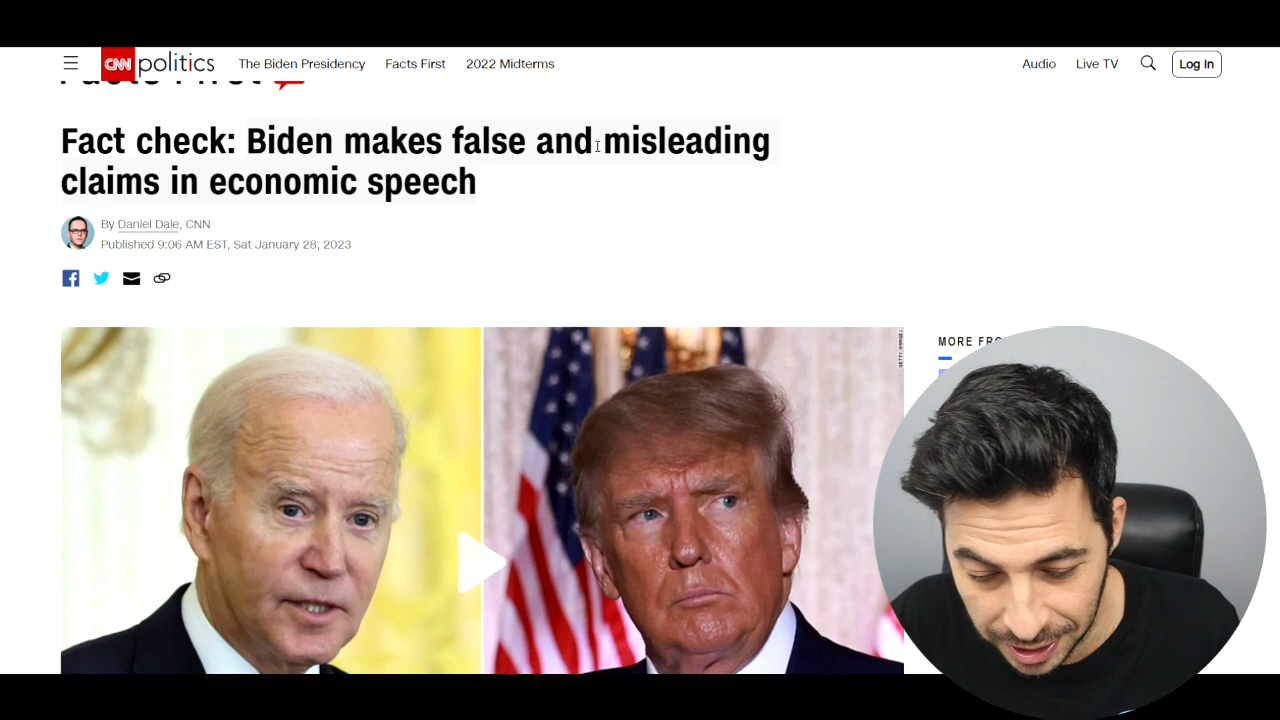 CNN politics The Biden Presidency Facts First 2022 Midterms Audio Live TV Log In
Facts First
Fact check: Biden makes false and misleading
claims in economic speech
By Daniel Dale, CNN
Published 9:06 AM EST, Sat January 28, 2023
MORE FRO